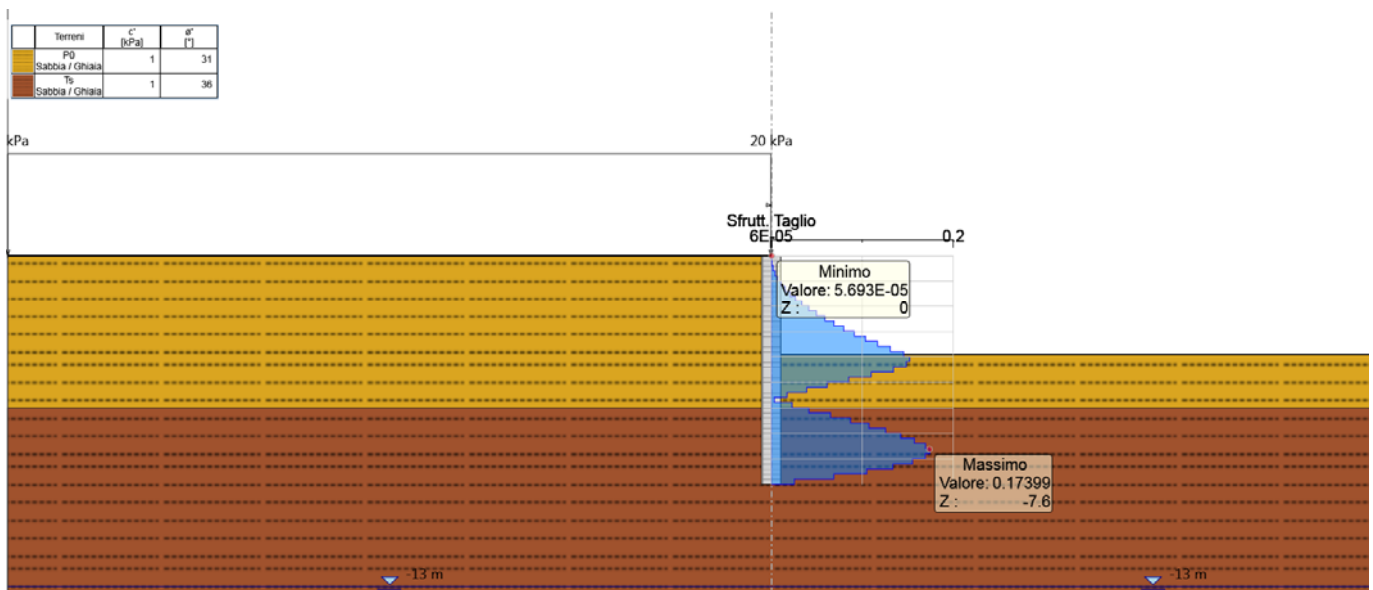 Terreni c' ø'
[kPa] [°]
P0
Sabbia / Ghiaia 1 31
Ts
Sabbia / Ghiaia 1 36
kPa 20 kPa
Sfrutt. Taglio
6E-05 0.2
Minimo
Valore: 5.693E-05
Z : 0
Massimo
Valore: 0.17399
Z : -7.6
-13 m -13 m